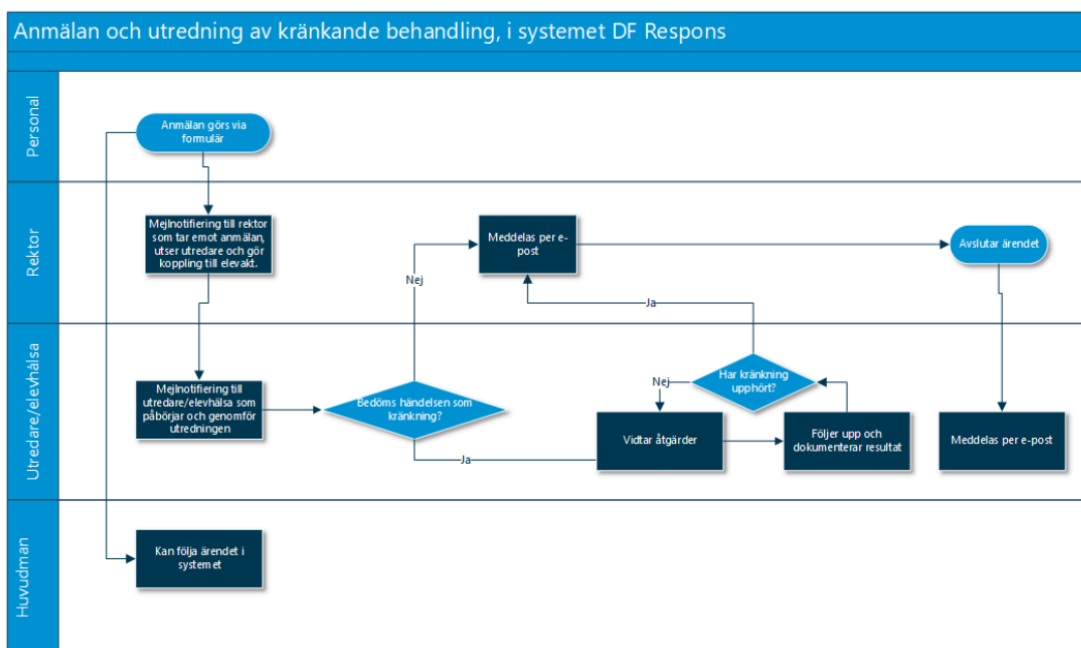 Anmälan och utredning av kränkande behandling, i systemet DF Respons
Personal
Anmälan görs via
formulär
Rektor
Mejlnotifiering till rektor
som tar emot anmälan,
utser utredare och gör
koppling till elevakt.
Meddelas per e-
post
Avslutar ärendet
Nej
Ja
Utredare/elevhälsa
Mejlnotifiering till
utredare/elevhälsa som
påbörjar och genomför
utredningen
Bedöms händelsen som
kränkning?
Ja
Har kränkning
upphört?
Nej
Vidtar åtgärder
Följer upp och
dokumenterar resultat
Meddelas per e-post
Huvudman
Kan följa ärendet i
systemet